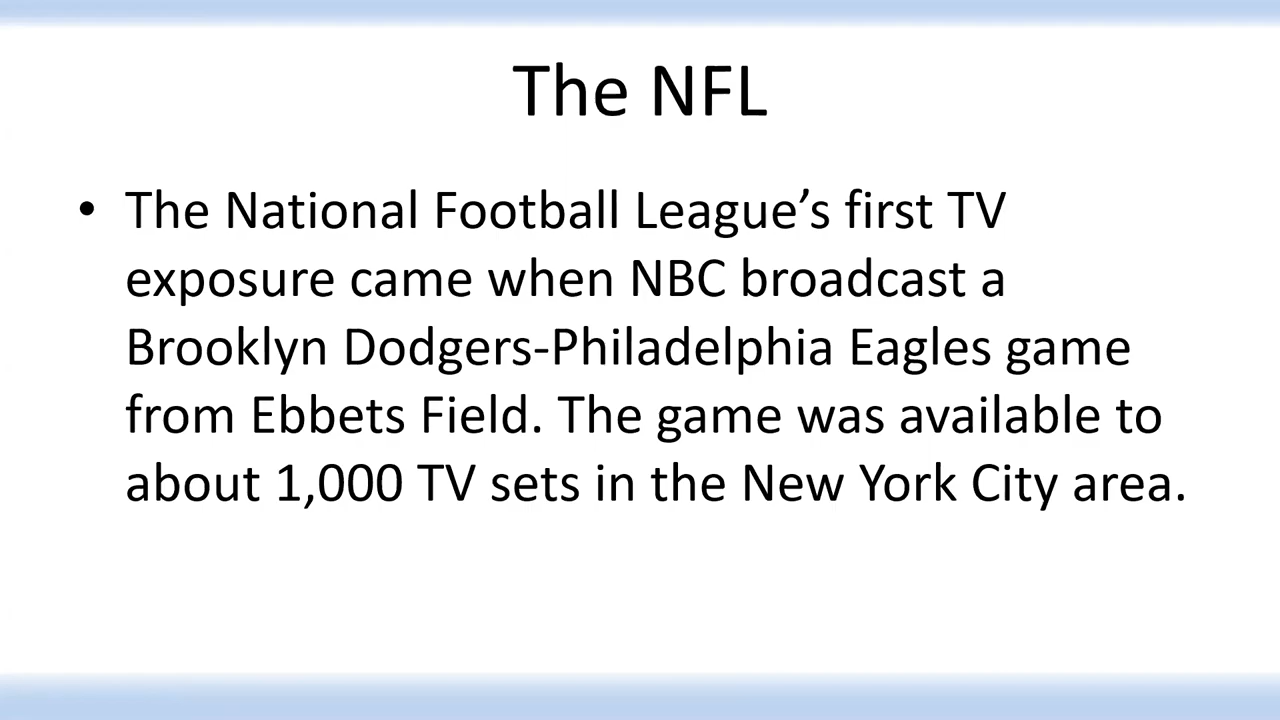 The NFL
• The National Football League’s first TV
exposure came when NBC broadcast a
Brooklyn Dodgers-Philadelphia Eagles game
from Ebbets Field. The game was available to
about 1,000 TV sets in the New York City area.